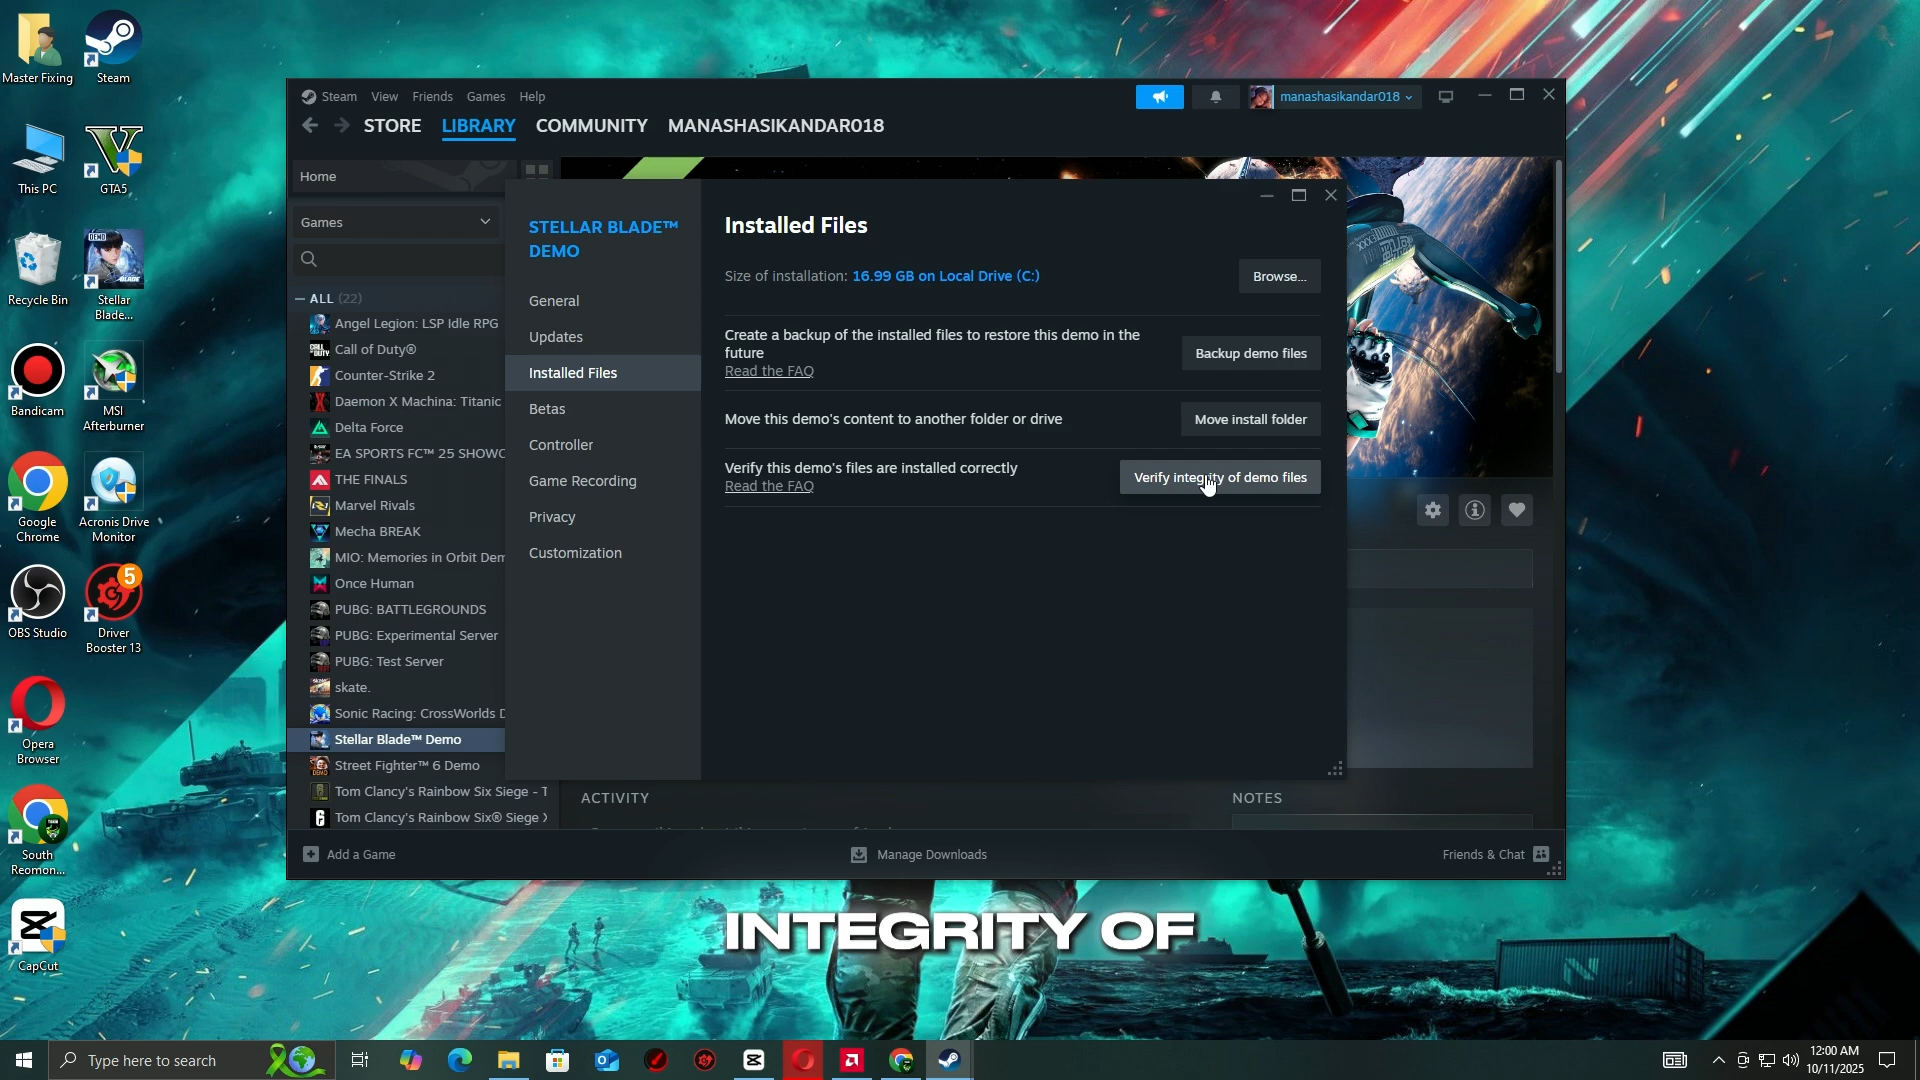 Master Fixing
Steam
This PC
GTA5
Recycle Bin
DEMO
Stellar
Blade...
Bandicam
MSI
Afterburner
Google
Chrome
Acronis Drive
Monitor
OBS Studio
5
Driver
Booster 13
Opera
Browser
South
Reomon...
CapCut
Steam View Friends Games Help
manashasikandar018
STORE LIBRARY COMMUNITY MANASHASIKANDAR018
Home
Games
ALL (22)
Angel Legion: LSP Idle RPG
Call of Duty®
Counter-Strike 2
Daemon X Machina: Titanic
Delta Force
EA SPORTS FC™ 25 SHOWC
THE FINALS
Marvel Rivals
Mecha BREAK
MIO: Memories in Orbit Dem
Once Human
PUBG: BATTLEGROUNDS
PUBG: Experimental Server
PUBG: Test Server
skate.
Sonic Racing: CrossWorlds D
Stellar Blade™ Demo
Street Fighter™ 6 Demo
Tom Clancy's Rainbow Six Siege - T
Tom Clancy's Rainbow Six® Siege X
STELLAR BLADE™
DEMO
General
Updates
Installed Files
Betas
Controller
Game Recording
Privacy
Customization
Installed Files
Size of installation: 16.99 GB on Local Drive (C:)
Browse...
Create a backup of the installed files to restore this demo in the
future
Read the FAQ
Backup demo files
Move this demo's content to another folder or drive
Move install folder
Verify this demo's files are installed correctly
Read the FAQ
Verify integrity of demo files
ACTIVITY
NOTES
Add a Game
Manage Downloads
Friends & Chat
INTEGRITY OF
Type here to search
12:00 AM
10/11/2025